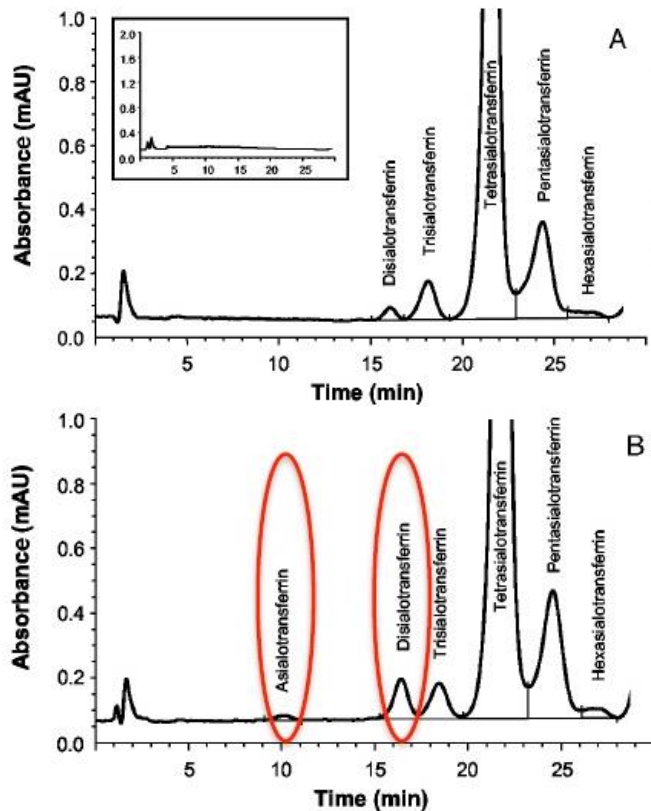 A
Absorbance (mAU)
1.0
0.8
0.6
0.4
0.2
0.0
2.0
1.6
1.2
0.8
0.4
0.0
5 10 15 20 25 30
Disialotransferrin
Trisialotransferrin
Tetrasialotransferrin
Pentasialotransferrin
Hexasialotransferrin
5 10 15 20 25
Time (min)
B
Absorbance (mAU)
1.0
0.8
0.6
0.4
0.2
0.0
Asialotransferrin
Disialotransferrin
Trisialotransferrin
Tetrasialotransferrin
Pentasialotransferrin
Hexasialotransferrin
5 10 15 20 25
Time (min)